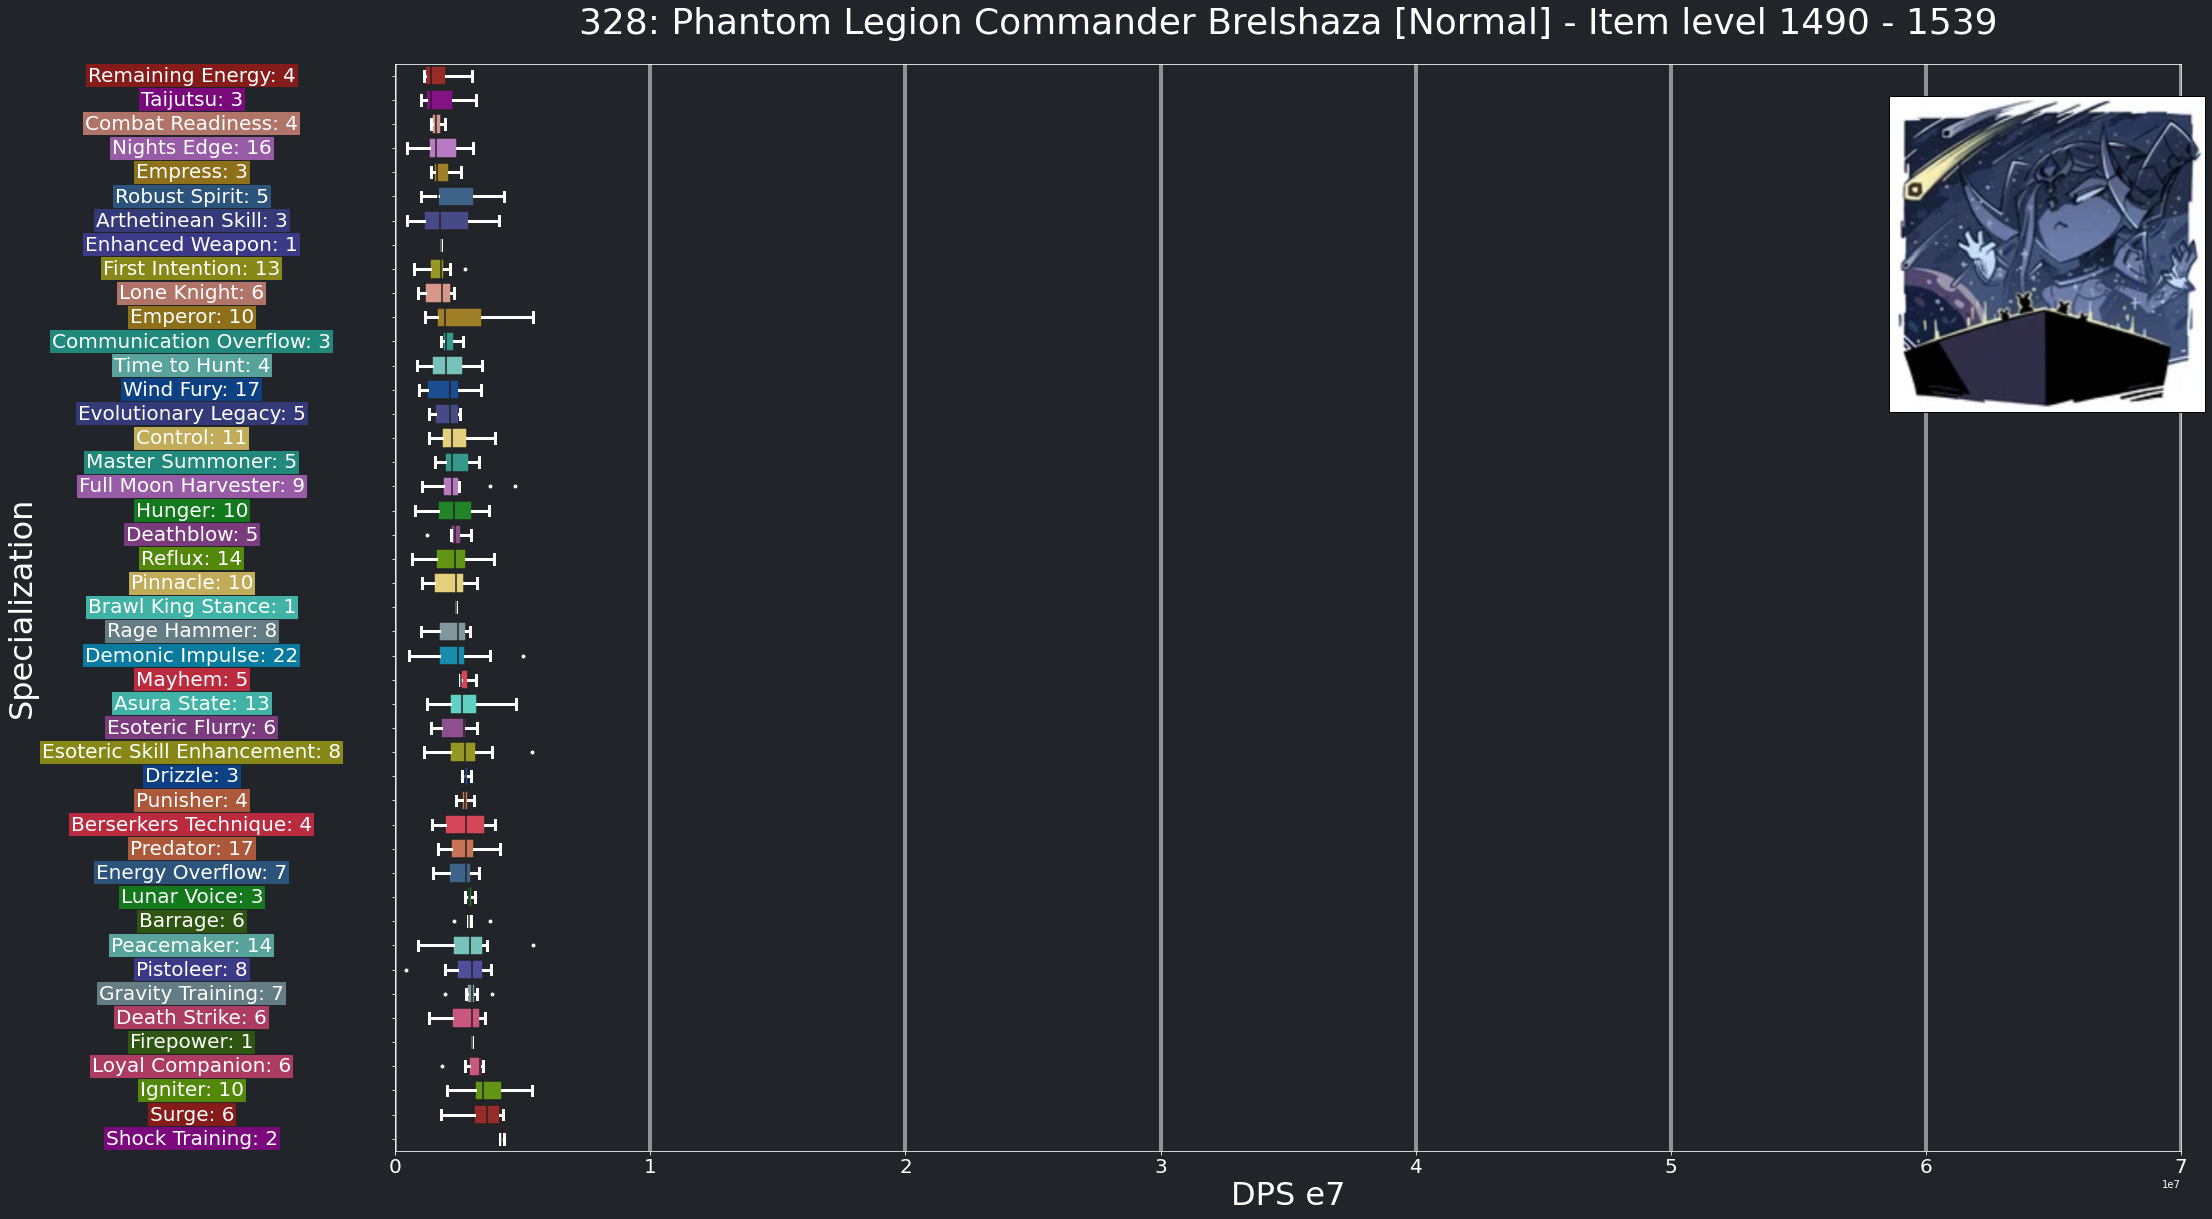 328: Phantom Legion Commander Brelshaza [Normal] - Item level 1490 - 1539
Specialization
Remaining Energy: 4
Taijutsu: 3
Combat Readiness: 4
Nights Edge: 16
Empress: 3
Robust Spirit: 5
Arthetinean Skill: 3
Enhanced Weapon: 1
First Intention: 13
Lone Knight: 6
Emperor: 10
Communication Overflow: 3
Time to Hunt: 4
Wind Fury: 17
Evolutionary Legacy: 5
Control: 11
Master Summoner: 5
Full Moon Harvester: 9
Hunger: 10
Deathblow: 5
Reflux: 14
Pinnacle: 10
Brawl King Stance: 1
Rage Hammer: 8
Demonic Impulse: 22
Mayhem: 5
Asura State: 13
Esoteric Flurry: 6
Esoteric Skill Enhancement: 8
Drizzle: 3
Punisher: 4
Berserkers Technique: 4
Predator: 17
Energy Overflow: 7
Lunar Voice: 3
Barrage: 6
Peacemaker: 14
Pistoleer: 8
Gravity Training: 7
Death Strike: 6
Firepower: 1
Loyal Companion: 6
Igniter: 10
Surge: 6
Shock Training: 2
0 1 2 3 4 5 6 7
1e7
DPS e7